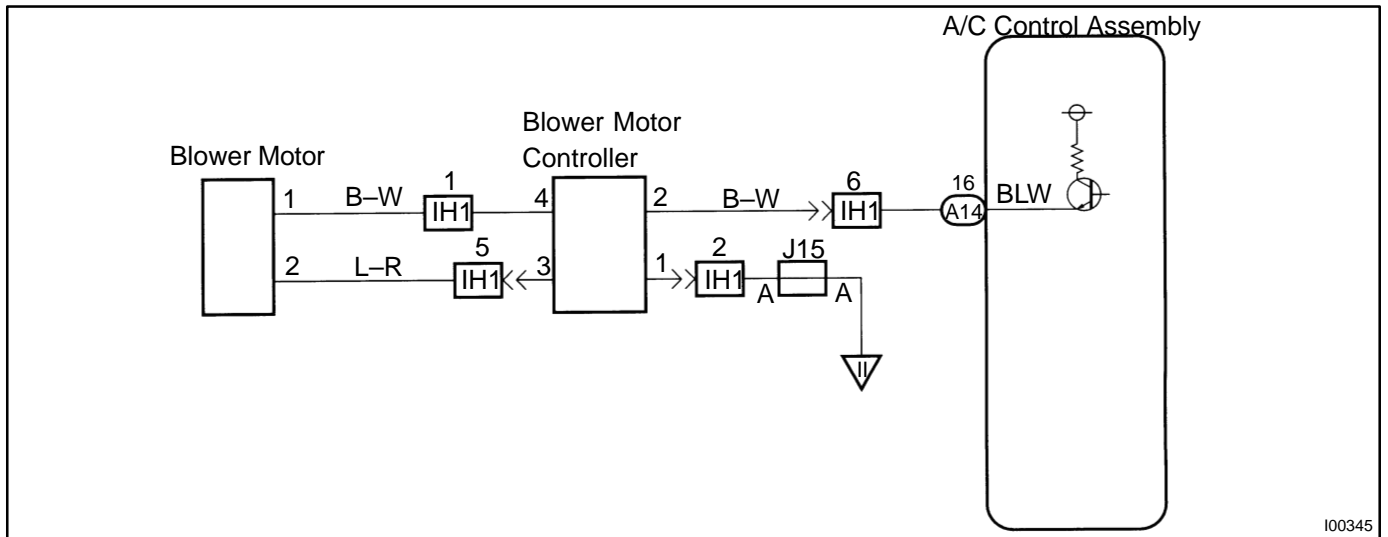 A/C Control Assembly
Blower Motor
Blower Motor
Controller
1 B–W 1 IH1 4
2 B–W 6 IH1 16 A14 BLW
2 L–R 5 IH1 3
1 2 IH1 A J15 A
II
I00345